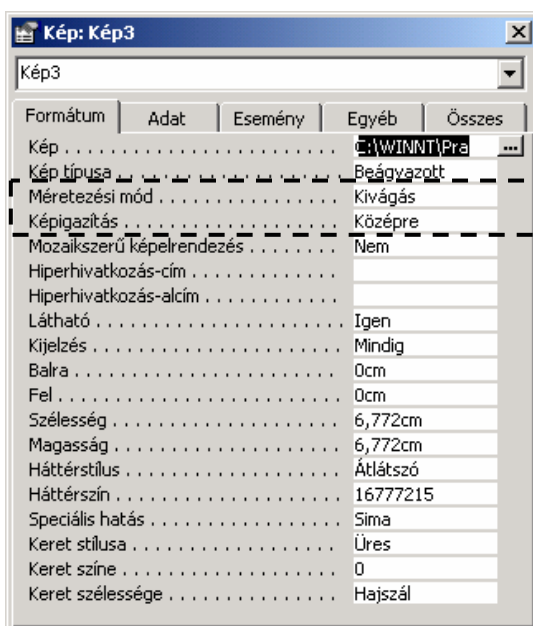 Kép: Kép3
Kép3
Formátum Adat Esemény Egyéb Összes
Kép . . . . . . . . . . . . . . . . . . . . . . . . . C:\WINNT\Pra ...
Kép típusa . . . . . . . . . . . . . . . . . . . . Beágyazott
Méretezési mód . . . . . . . . . . . . . . . . Kivágás
Képigazítás . . . . . . . . . . . . . . . . . . . Középre
Mozaikszerű képelrendezés . . . . . . . . Nem
Hiperhivatkozás-cím . . . . . . . . . . . . .
Hiperhivatkozás-alcím . . . . . . . . . . . .
Látható . . . . . . . . . . . . . . . . . . . . . . Igen
Kijelzés . . . . . . . . . . . . . . . . . . . . . . Mindig
Balra . . . . . . . . . . . . . . . . . . . . . . . . 0cm
Fel . . . . . . . . . . . . . . . . . . . . . . . . . 0cm
Szélesség . . . . . . . . . . . . . . . . . . . . 6,772cm
Magasság . . . . . . . . . . . . . . . . . . . . 6,772cm
Háttérstílus . . . . . . . . . . . . . . . . . . . Átlátszó
Háttérszín . . . . . . . . . . . . . . . . . . . . 16777215
Speciális hatás . . . . . . . . . . . . . . . . . Sima
Keret stílusa . . . . . . . . . . . . . . . . . . Üres
Keret színe . . . . . . . . . . . . . . . . . . . 0
Keret szélessége . . . . . . . . . . . . . . . Hajszál